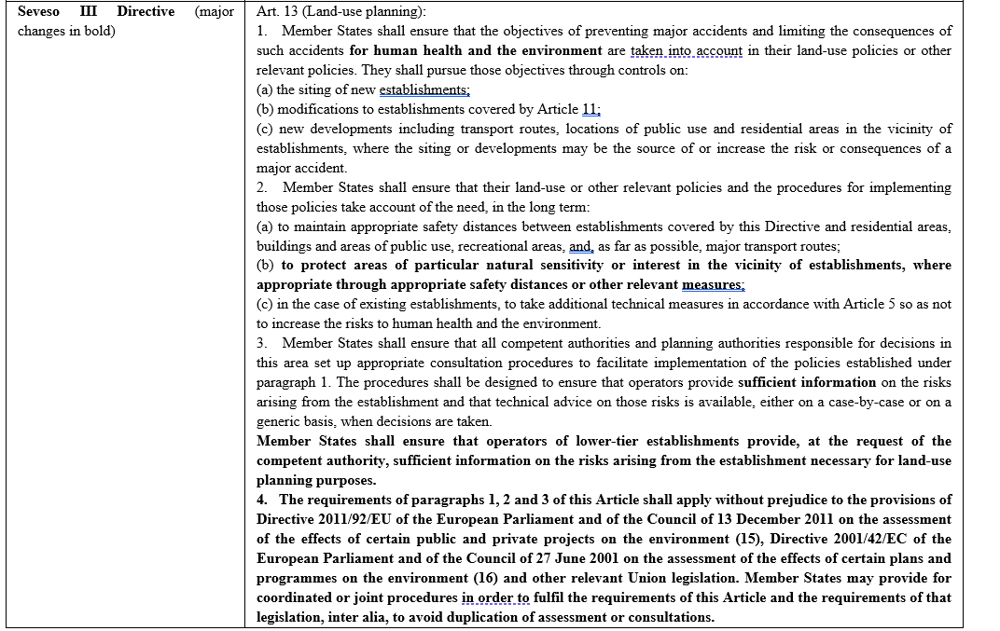 Seveso III Directive (major
changes in bold)
Art. 13 (Land-use planning):
1. Member States shall ensure that the objectives of preventing major accidents and limiting the consequences of
such accidents for human health and the environment are taken into account in their land-use policies or other
relevant policies. They shall pursue those objectives through controls on:
(a) the siting of new establishments;
(b) modifications to establishments covered by Article 11;
(c) new developments including transport routes, locations of public use and residential areas in the vicinity of
establishments, where the siting or developments may be the source of or increase the risk or consequences of a
major accident.
2. Member States shall ensure that their land-use or other relevant policies and the procedures for implementing
those policies take account of the need, in the long term:
(a) to maintain appropriate safety distances between establishments covered by this Directive and residential areas,
buildings and areas of public use, recreational areas, and, as far as possible, major transport routes;
(b) to protect areas of particular natural sensitivity or interest in the vicinity of establishments, where
appropriate through appropriate safety distances or other relevant measures;
(c) in the case of existing establishments, to take additional technical measures in accordance with Article 5 so as not
to increase the risks to human health and the environment.
3. Member States shall ensure that all competent authorities and planning authorities responsible for decisions in
this area set up appropriate consultation procedures to facilitate implementation of the policies established under
paragraph 1. The procedures shall be designed to ensure that operators provide sufficient information on the risks
arising from the establishment and that technical advice on those risks is available, either on a case-by-case or on a
generic basis, when decisions are taken.
Member States shall ensure that operators of lower-tier establishments provide, at the request of the
competent authority, sufficient information on the risks arising from the establishment necessary for land-use
planning purposes.
4. The requirements of paragraphs 1, 2 and 3 of this Article shall apply without prejudice to the provisions of
Directive 2011/92/EU of the European Parliament and of the Council of 13 December 2011 on the assessment
of the effects of certain public and private projects on the environment (15), Directive 2001/42/EC of the
European Parliament and of the Council of 27 June 2001 on the assessment of the effects of certain plans and
programmes on the environment (16) and other relevant Union legislation. Member States may provide for
coordinated or joint procedures in order to fulfil the requirements of this Article and the requirements of that
legislation, inter alia, to avoid duplication of assessment or consultations.